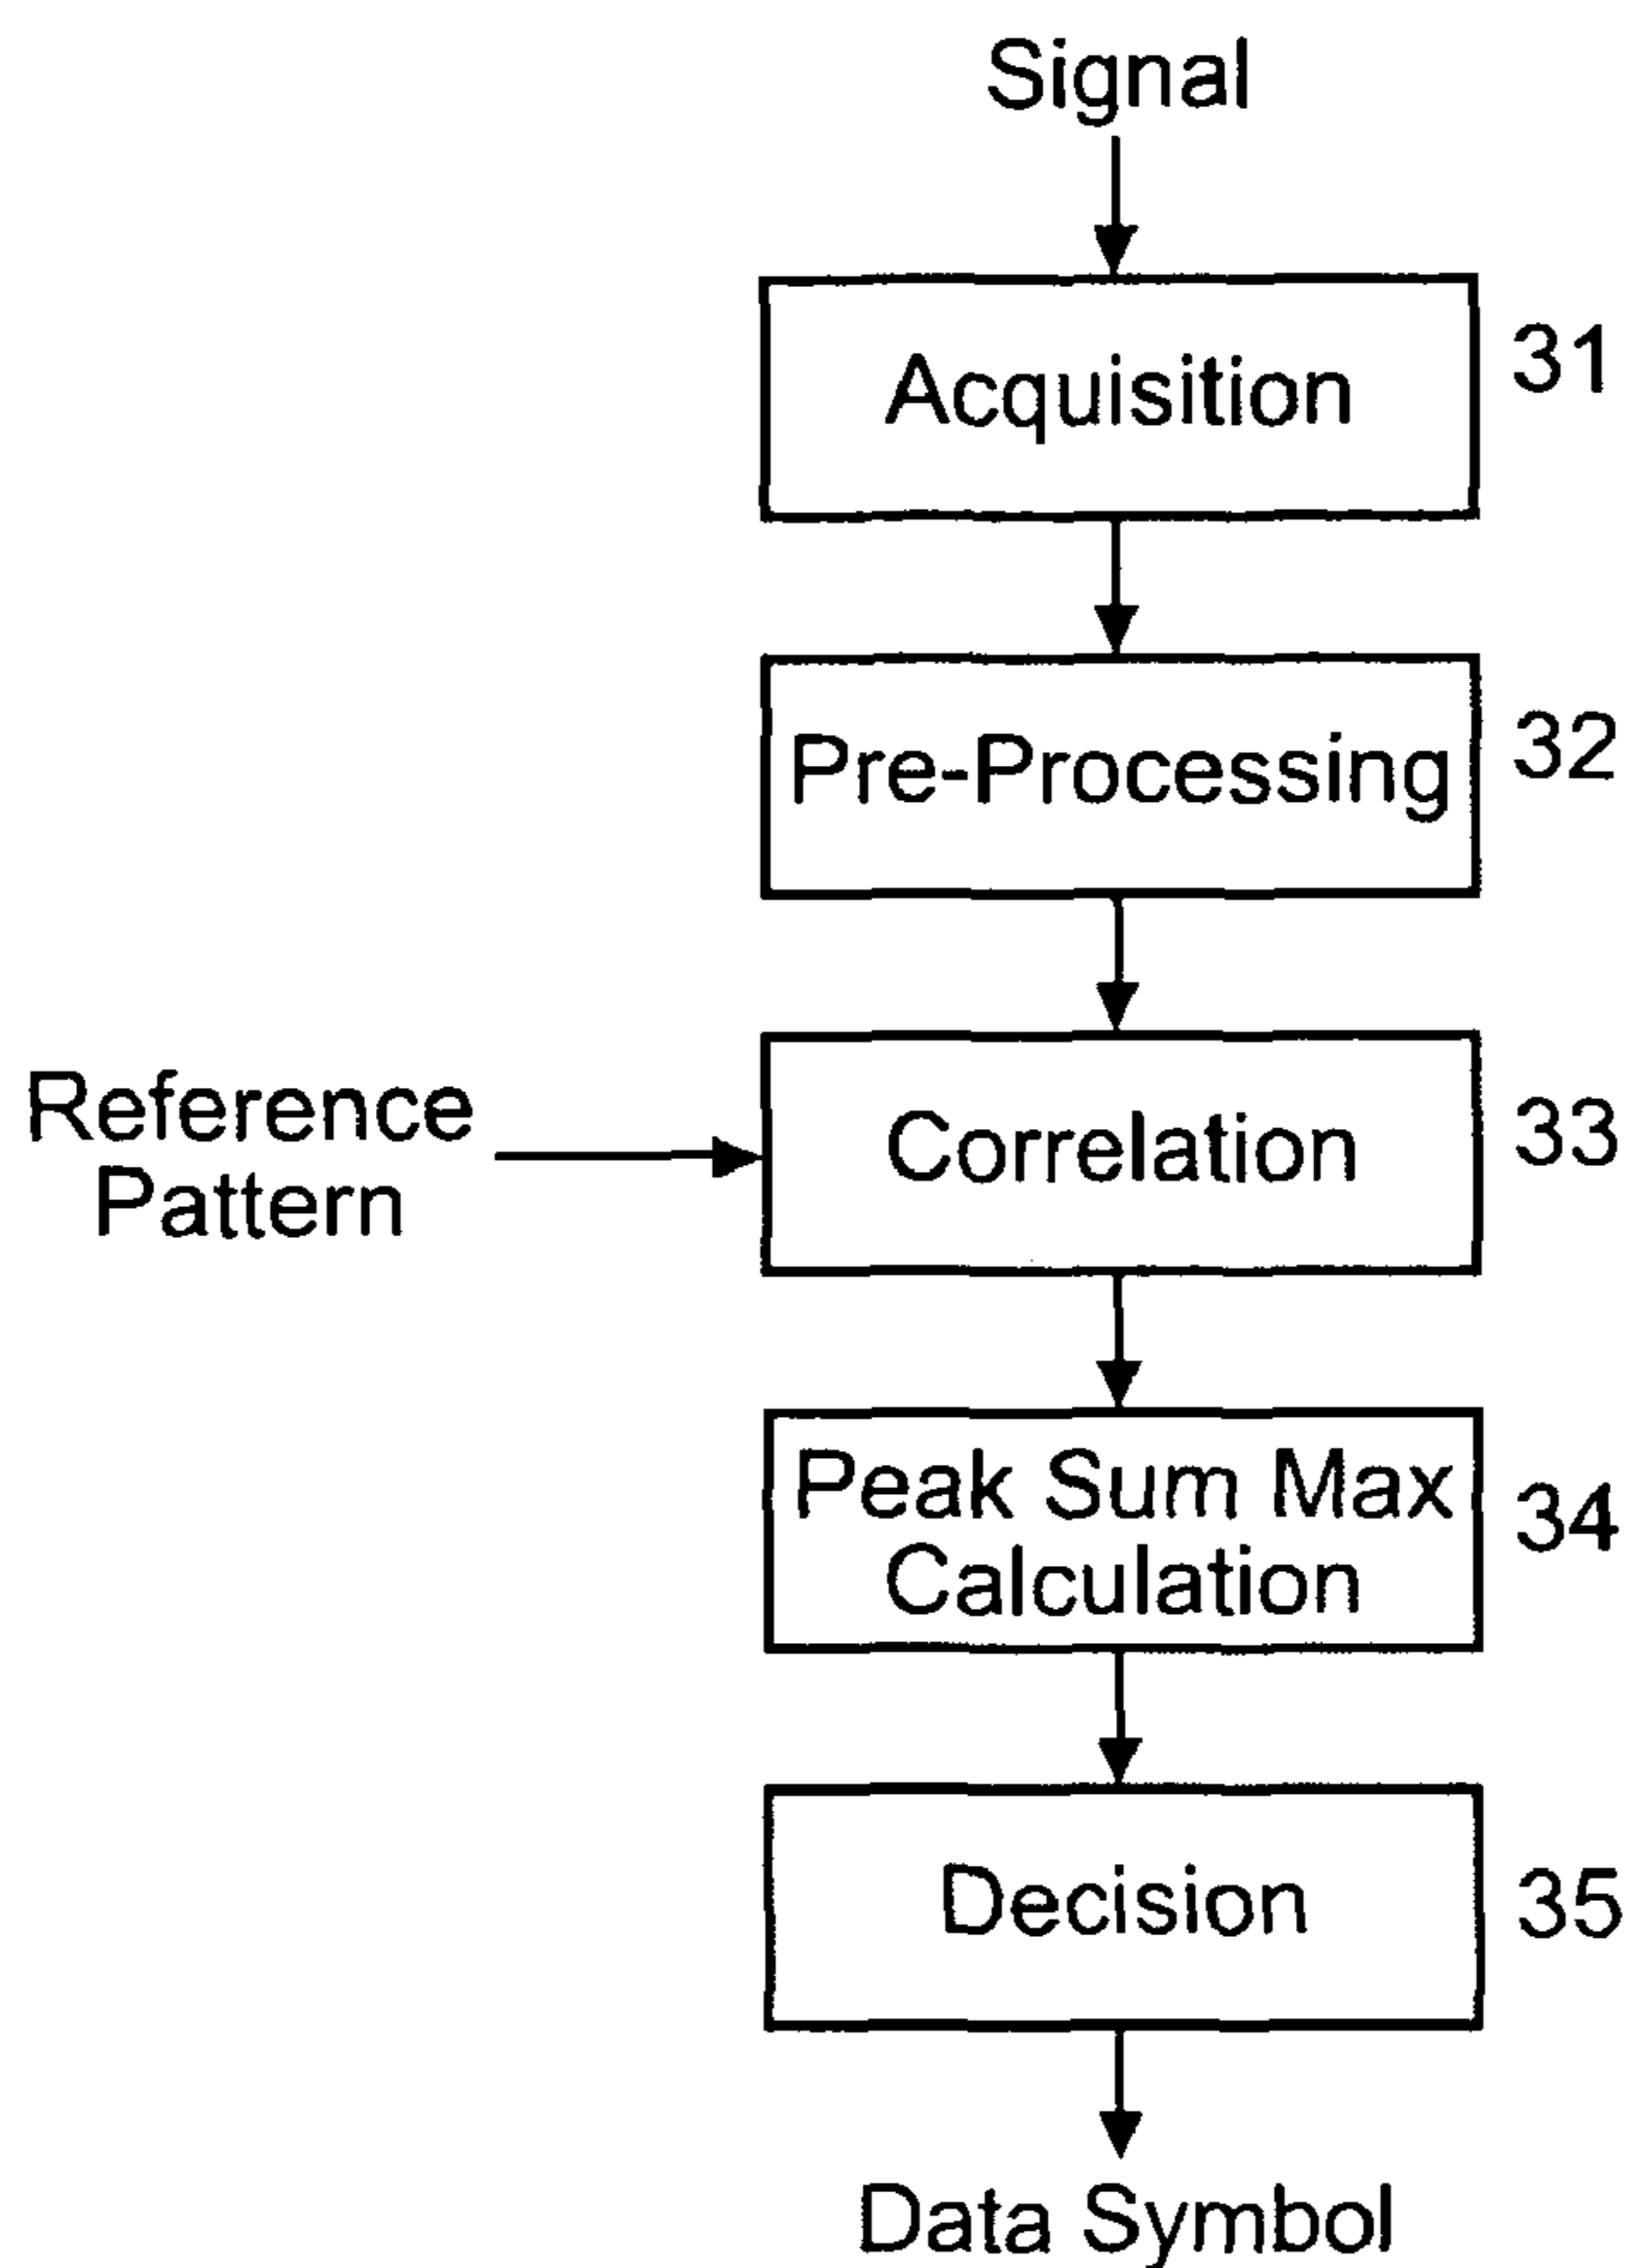 Signal
Acquisition
31
Pre-Processing
32
Reference
Pattern
Correlation
33
Peak Sum Max
Calculation
34
Decision
35
Data Symbol